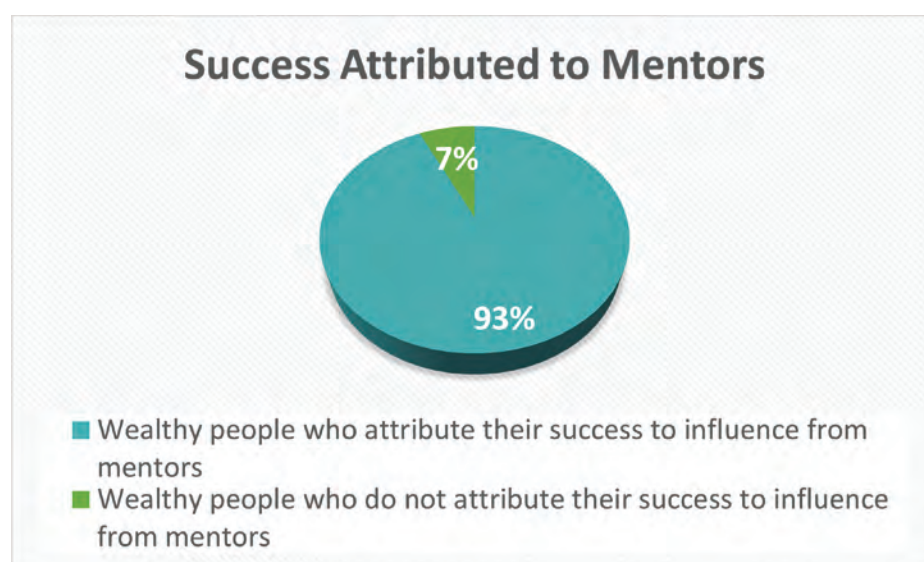 Success Attributed to Mentors
7%
93%
Wealthy people who attribute their success to influence from
mentors
Wealthy people who do not attribute their success to influence
from mentors